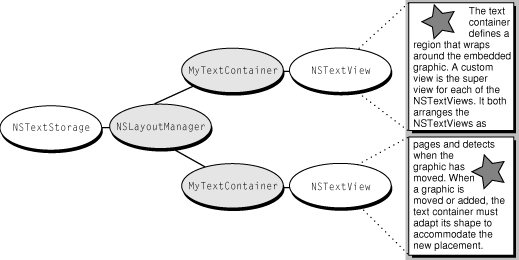 MyTextContainer
NSTextView
NSTextStorage
NSLayoutManager
MyTextContainer
NSTextView
The text
container
defines a
region that wraps
around the embedded
graphic. A custom
view is the super
view for each of the
NSTextViews. It both
arranges the
NSTextViews as
pages and detects
when the
graphic has
moved. When
a graphic is
moved or added, the
text container must
adapt its shape to
accommodate the
new placement.